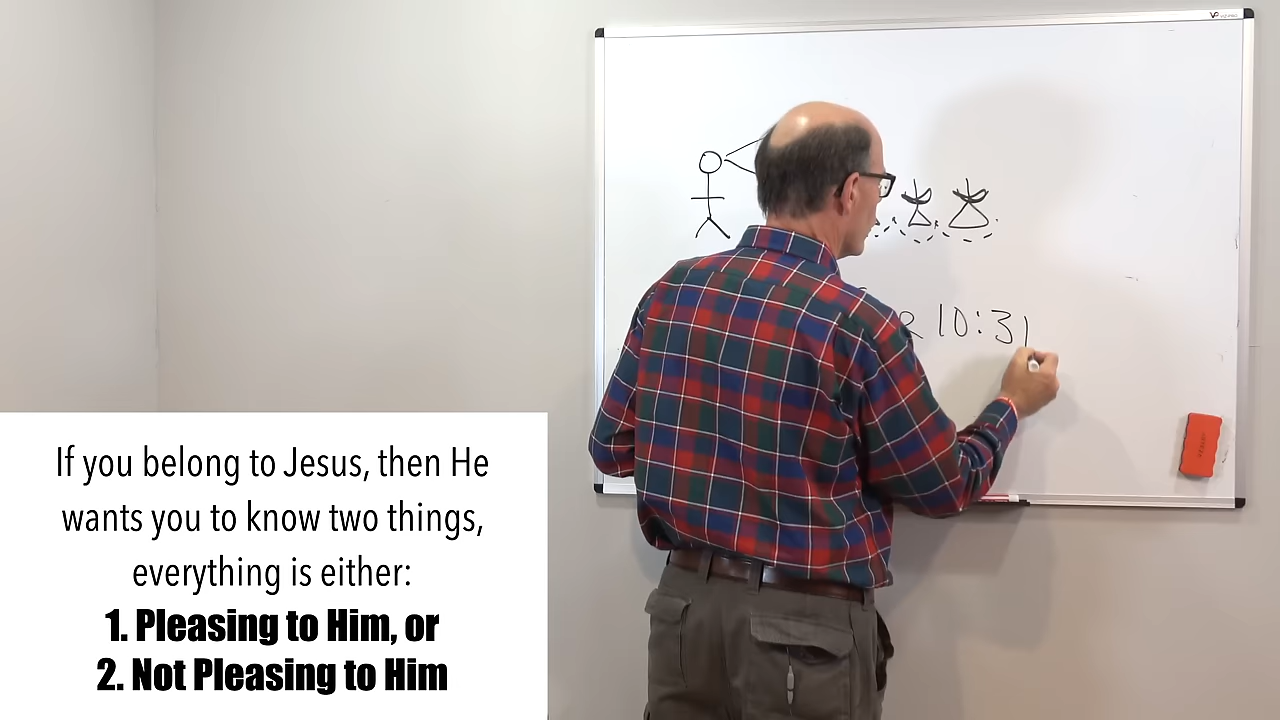 R 10:31
If you belong to Jesus, then He
wants you to know two things,
everything is either:
1. Pleasing to Him, or
2. Not Pleasing to Him